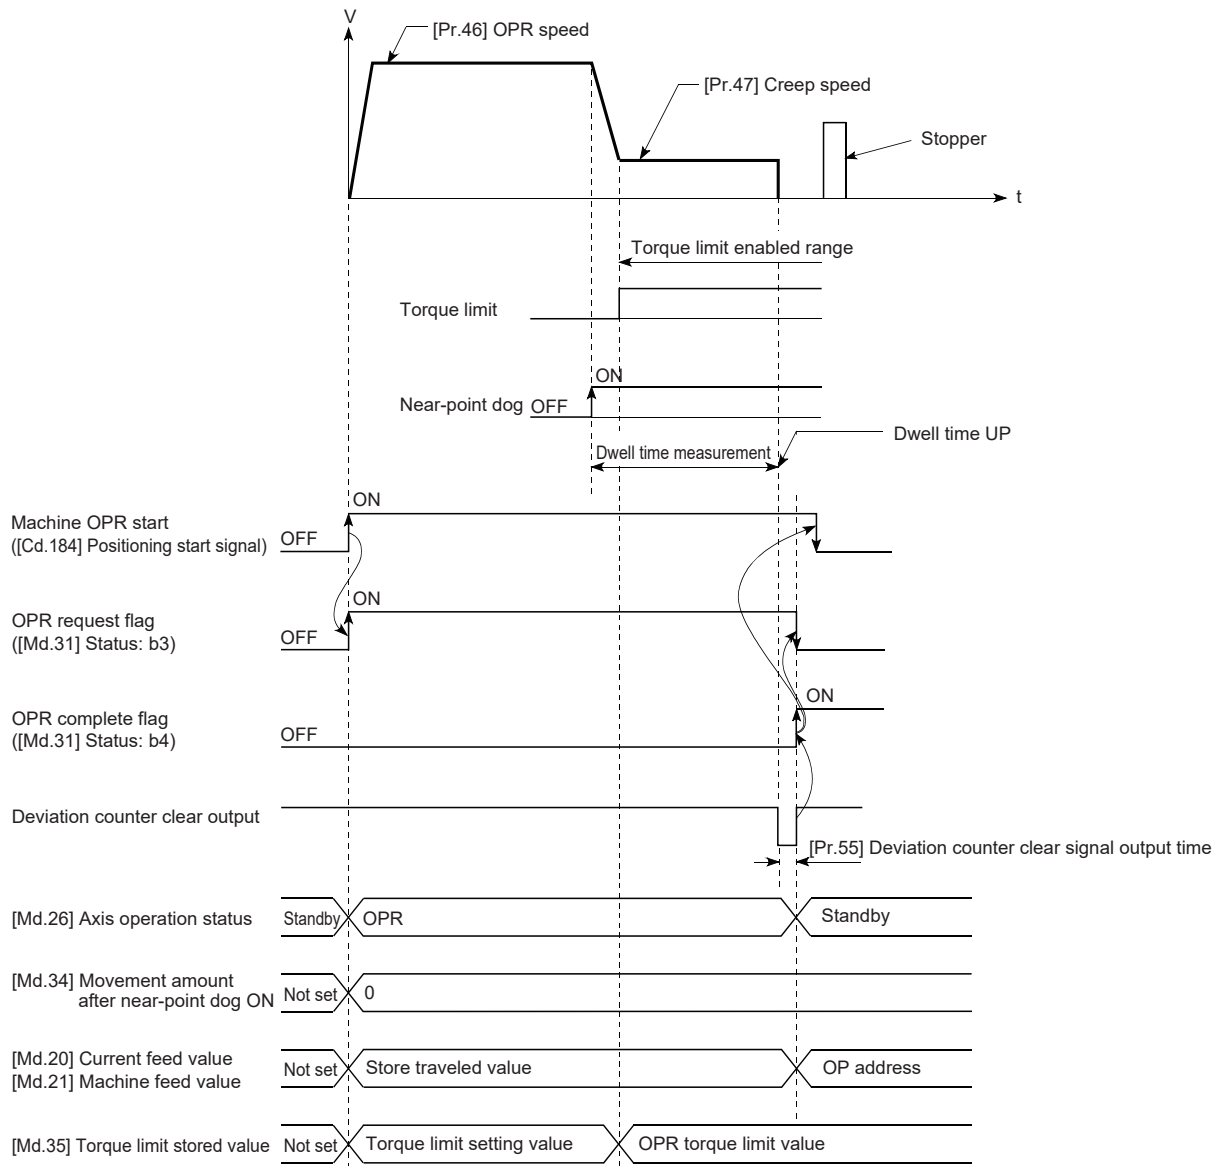 V
[Pr.46] OPR speed
[Pr.47] Creep speed
Stopper
t
Torque limit enabled range
Torque limit
ON
Near-point dog OFF
Dwell time UP
Dwell time measurement
ON
Machine OPR start
([Cd.184] Positioning start signal)
OFF
ON
OPR request flag
([Md.31] Status: b3)
OFF
ON
OPR complete flag
([Md.31] Status: b4)
OFF
Deviation counter clear output
[Pr.55] Deviation counter clear signal output time
[Md.26] Axis operation status
Standby
OPR
Standby
[Md.34] Movement amount
after near-point dog ON
Not set
0
[Md.20] Current feed value
[Md.21] Machine feed value
Not set
Store traveled value
OP address
[Md.35] Torque limit stored value
Not set
Torque limit setting value
OPR torque limit value